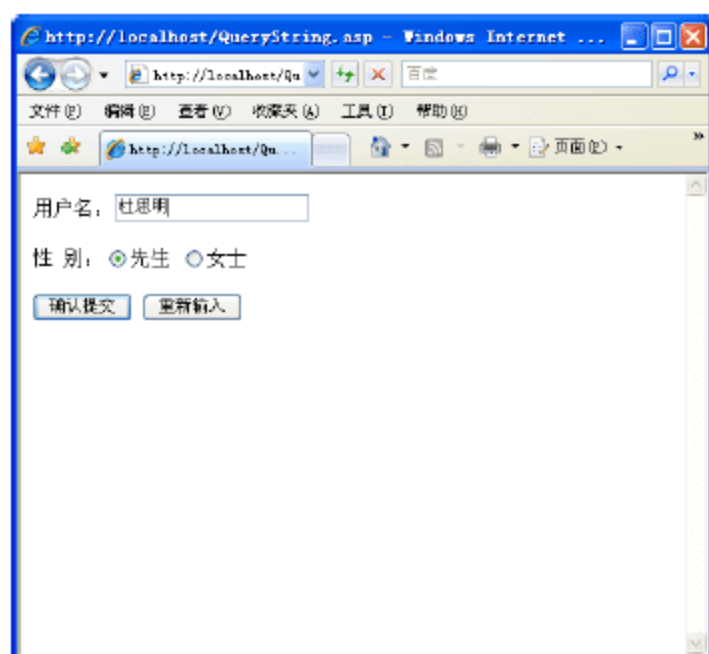 http://localhost/QueryString.asp - Windows Internet ...
http://localhost/Qu 百度
文件(F) 编辑(E) 查看(V) 收藏夹(A) 工具(T) 帮助(H)
http://localhost/Qu... 页面(P) »
用户名：杜思明
性 别：先生 女士
确认提交 重新输入